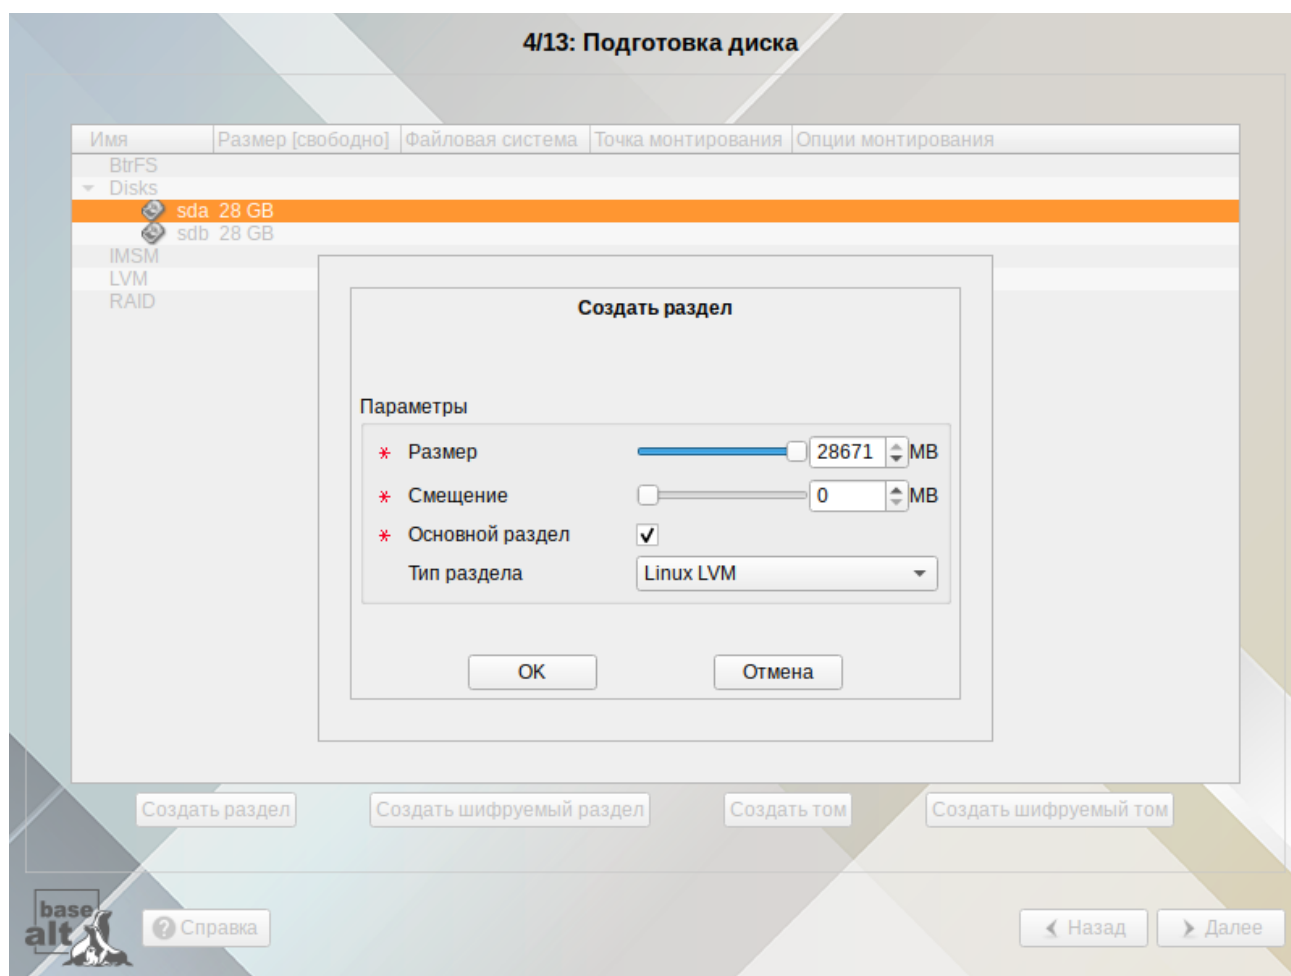 4/13: Подготовка диска
Имя Размер [свободно] Файловая система Точка монтирования Опции монтирования
BtrFS
Disks
sda 28 GB
sdb 28 GB
IMSM
LVM
RAID
Создать раздел
Параметры
* Размер 28671 MB
* Смещение 0 MB
* Основной раздел
Тип раздела Linux LVM
OK Отмена
Создать раздел Создать шифруемый раздел Создать том Создать шифруемый том
base
alt
? Справка Назад Далее